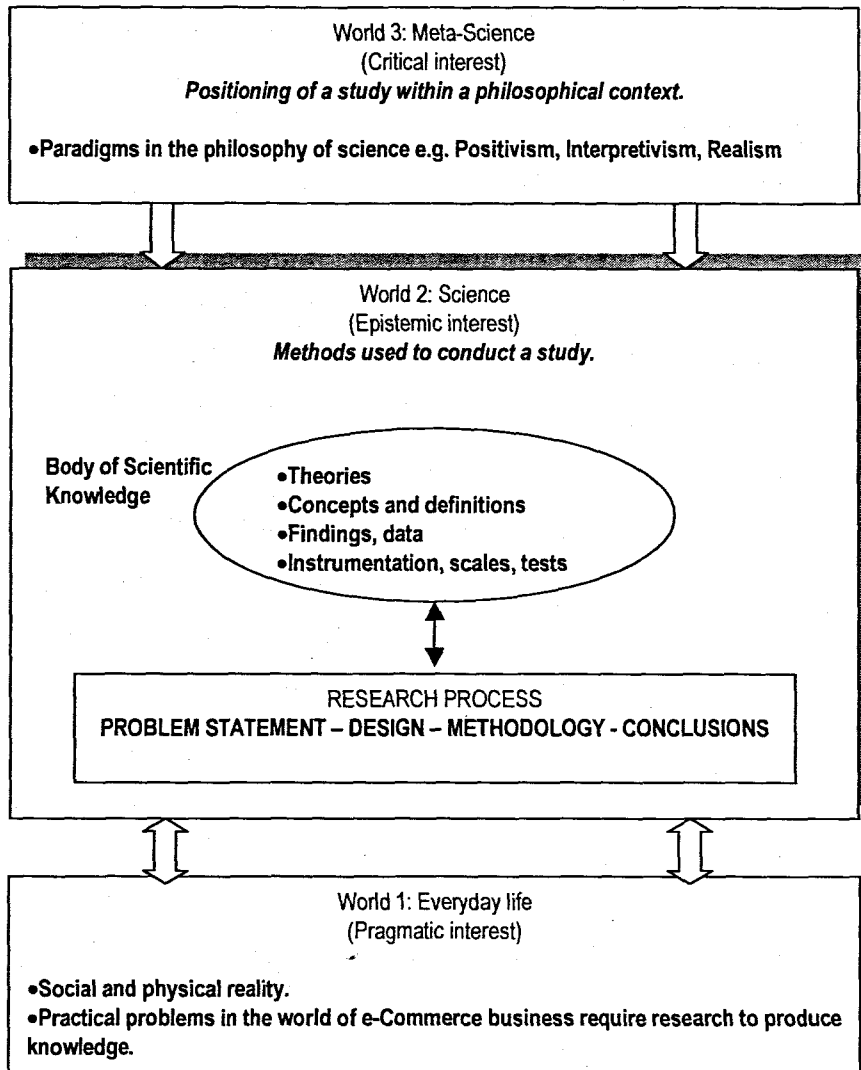 World 3: Meta-Science
(Critical interest)
Positioning of a study within a philosophical context.
•Paradigms in the philosophy of science e.g. Positivism, Interpretivism, Realism
World 2: Science
(Epistemic interest)
Methods used to conduct a study.
Body of Scientific
Knowledge
•Theories
•Concepts and definitions
•Findings, data
•Instrumentation, scales, tests
RESEARCH PROCESS
PROBLEM STATEMENT – DESIGN – METHODOLOGY - CONCLUSIONS
World 1: Everyday life
(Pragmatic interest)
•Social and physical reality.
•Practical problems in the world of e-Commerce business require research to produce
knowledge.